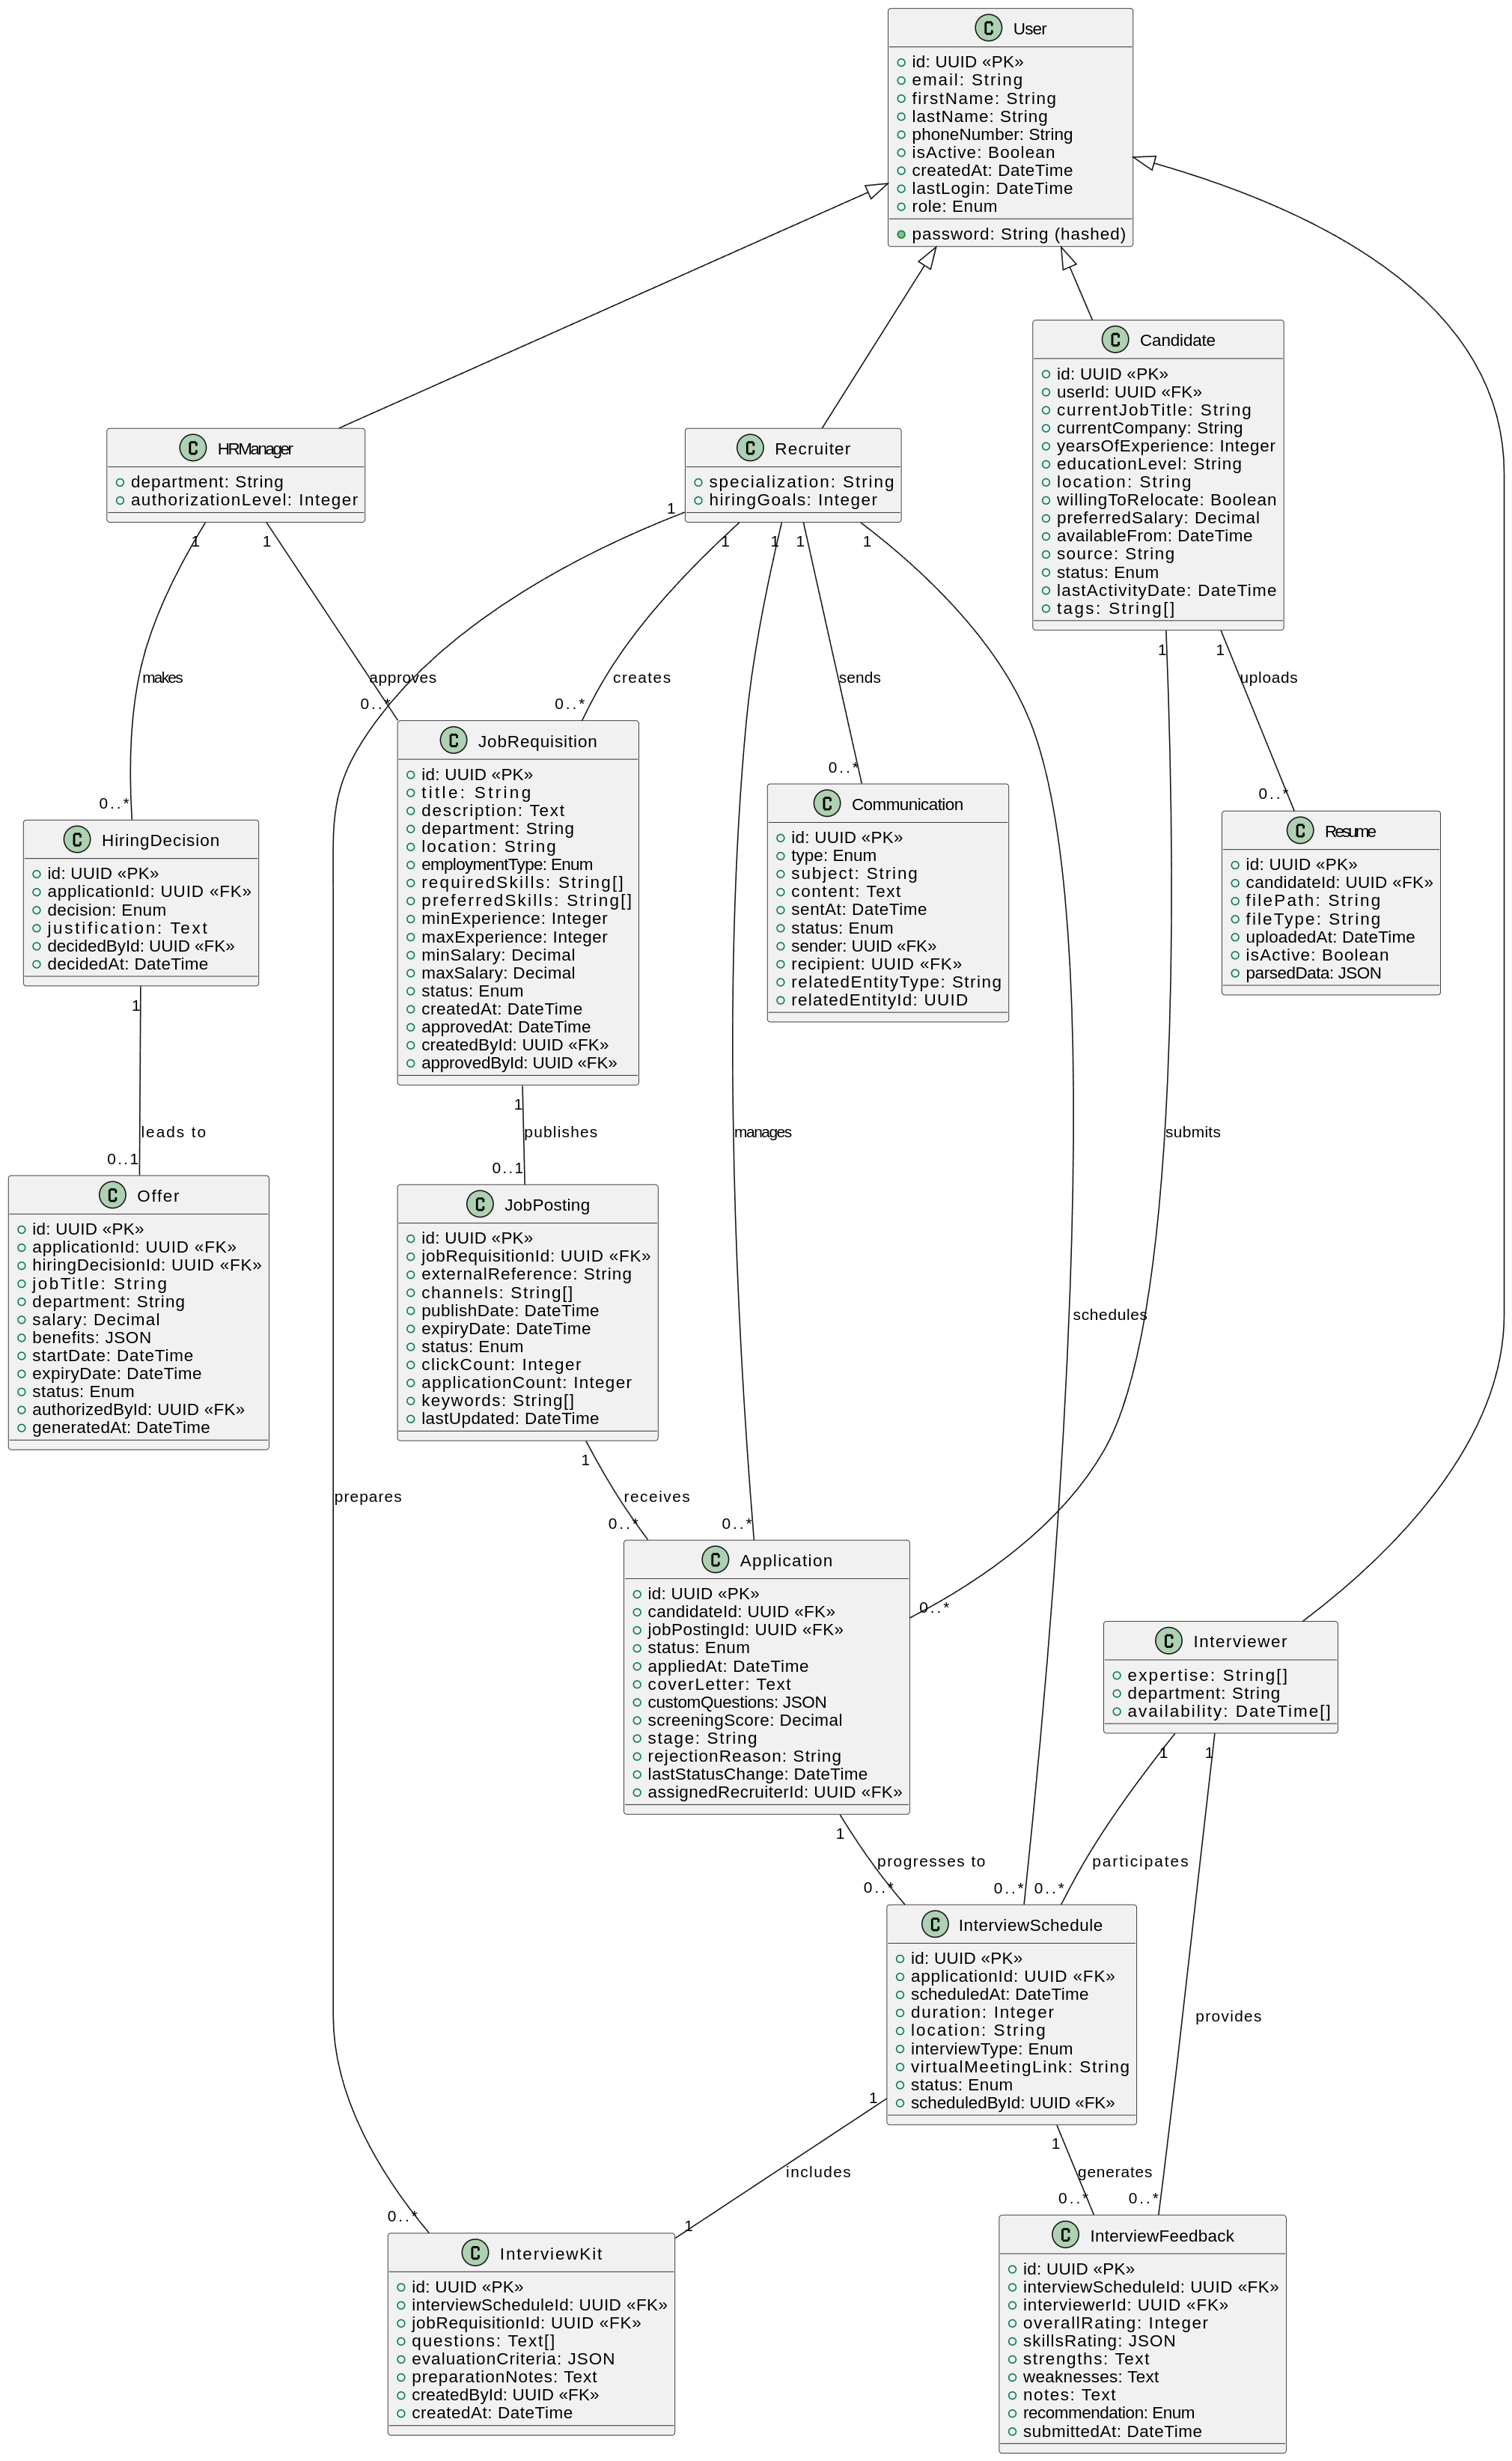 C User
id: UUID «PK»
email: String
firstName: String
lastName: String
phoneNumber: String
isActive: Boolean
createdAt: DateTime
lastLogin: DateTime
role: Enum
password: String (hashed)
C Candidate
id: UUID «PK»
userId: UUID «FK»
currentJobTitle: String
currentCompany: String
yearsOfExperience: Integer
educationLevel: String
location: String
willingToRelocate: Boolean
preferredSalary: Decimal
availableFrom: DateTime
source: String
status: Enum
lastActivityDate: DateTime
tags: String[]
C HRManager
department: String
authorizationLevel: Integer
C Recruiter
specialization: String
hiringGoals: Integer
1
1
1
1
1
1
1
1
1
makes
approves
creates
sends
uploads
0..*
0..*
0..*
0..*
0..*
C JobRequisition
id: UUID «PK»
title: String
description: Text
department: String
location: String
employmentType: Enum
requiredSkills: String[]
preferredSkills: String[]
minExperience: Integer
maxExperience: Integer
minSalary: Decimal
maxSalary: Decimal
status: Enum
createdAt: DateTime
approvedAt: DateTime
createdById: UUID «FK»
approvedById: UUID «FK»
C Communication
id: UUID «PK»
type: Enum
subject: String
content: Text
sentAt: DateTime
status: Enum
sender: UUID «FK»
recipient: UUID «FK»
relatedEntityType: String
relatedEntityId: UUID
C Resume
id: UUID «PK»
candidateId: UUID «FK»
filePath: String
fileType: String
uploadedAt: DateTime
isActive: Boolean
parsedData: JSON
C HiringDecision
id: UUID «PK»
applicationId: UUID «FK»
decision: Enum
justification: Text
decidedById: UUID «FK»
decidedAt: DateTime
1
leads to
0..1
1
publishes
0..1
manages
submits
C Offer
id: UUID «PK»
applicationId: UUID «FK»
hiringDecisionId: UUID «FK»
jobTitle: String
department: String
salary: Decimal
benefits: JSON
startDate: DateTime
expiryDate: DateTime
status: Enum
authorizedById: UUID «FK»
generatedAt: DateTime
C JobPosting
id: UUID «PK»
jobRequisitionId: UUID «FK»
externalReference: String
channels: String[]
publishDate: DateTime
expiryDate: DateTime
status: Enum
clickCount: Integer
applicationCount: Integer
keywords: String[]
lastUpdated: DateTime
schedules
1
prepares
receives
0..*
0..*
0..*
C Application
id: UUID «PK»
candidateId: UUID «FK»
jobPostingId: UUID «FK»
status: Enum
appliedAt: DateTime
coverLetter: Text
customQuestions: JSON
screeningScore: Decimal
stage: String
rejectionReason: String
lastStatusChange: DateTime
assignedRecruiterId: UUID «FK»
C Interviewer
expertise: String[]
department: String
availability: DateTime[]
1
1
1
progresses to
participates
0..*
0..*
0..*
C InterviewSchedule
id: UUID «PK»
applicationId: UUID «FK»
scheduledAt: DateTime
duration: Integer
location: String
interviewType: Enum
virtualMeetingLink: String
status: Enum
scheduledById: UUID «FK»
provides
1
1
includes
generates
0..*
1
0..*
0..*
C InterviewKit
id: UUID «PK»
interviewScheduleId: UUID «FK»
jobRequisitionId: UUID «FK»
questions: Text[]
evaluationCriteria: JSON
preparationNotes: Text
createdById: UUID «FK»
createdAt: DateTime
C InterviewFeedback
id: UUID «PK»
interviewScheduleId: UUID «FK»
interviewerId: UUID «FK»
overallRating: Integer
skillsRating: JSON
strengths: Text
weaknesses: Text
notes: Text
recommendation: Enum
submittedAt: DateTime